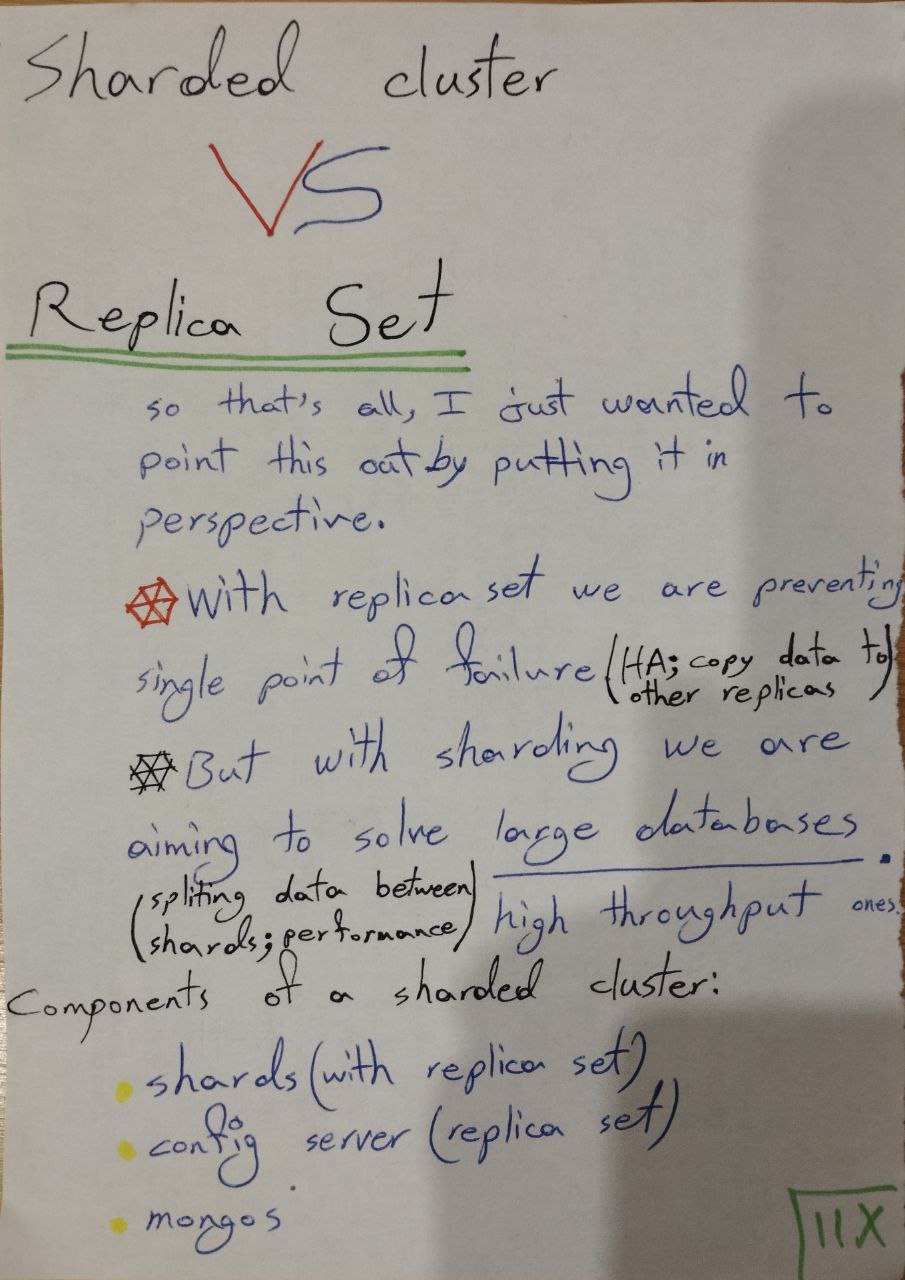 Sharded cluster
VS
Replica Set
so that's all, I just wanted to
point this out by putting it in
perspective.
With replica set we are preventing
single point of failure (HA; copy data to
other replicas)
But with sharding we are
aiming to solve large databases.
(spliting data between
shards; performance)
high throughput ones.
Components of a sharded cluster:
shards (with replica set)
config server (replica set)
mongos
11X